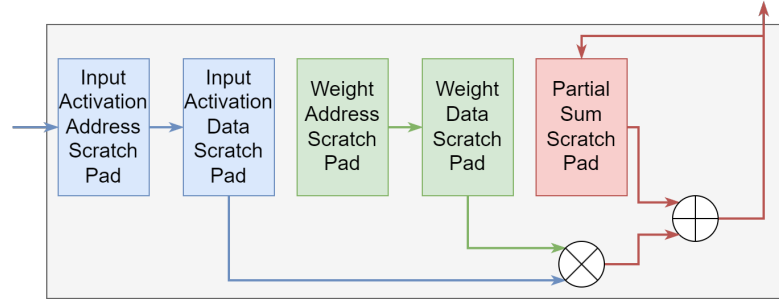 Input
Activation
Address
Scratch
Pad
Input
Activation
Data
Scratch
Pad
Weight
Address
Scratch
Pad
Weight
Data
Scratch
Pad
Partial
Sum
Scratch
Pad